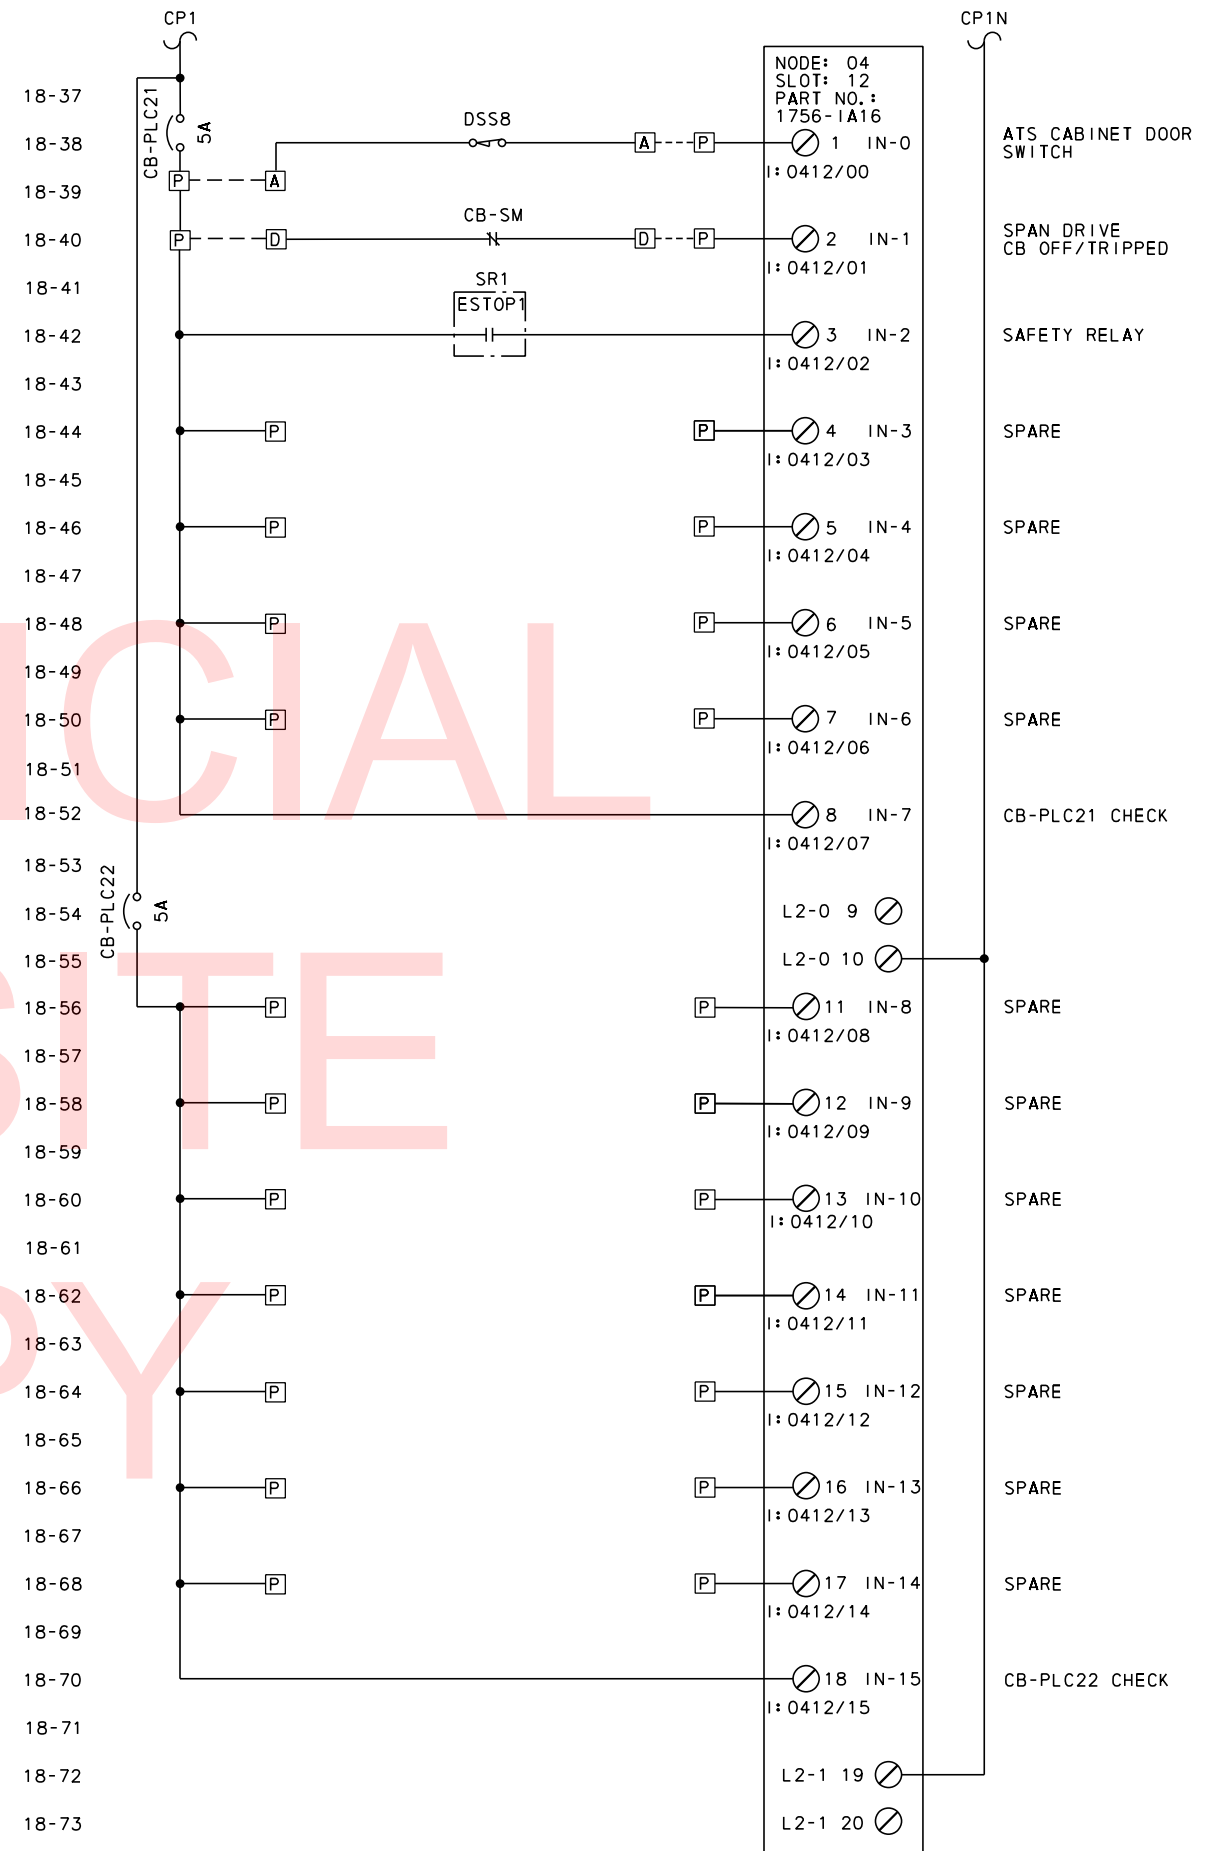 CP1
CP1N
NODE: 04
SLOT: 12
PART NO.:
1756-IA16
18-37
CB-PLC21
5A
18-38
DSS8
A
P
1 IN-0
I:0412/00
ATS CABINET DOOR
SWITCH
18-39
P
A
18-40
P
D
CB-SM
D
P
2 IN-1
I:0412/01
SPAN DRIVE
CB OFF/TRIPPED
18-41
SR1
ESTOP1
18-42
3 IN-2
I:0412/02
SAFETY RELAY
18-43
18-44
P
P
4 IN-3
I:0412/03
SPARE
18-45
18-46
P
P
5 IN-4
I:0412/04
SPARE
18-47
18-48
P
P
6 IN-5
I:0412/05
SPARE
18-49
18-50
P
P
7 IN-6
I:0412/06
SPARE
18-51
18-52
8 IN-7
I:0412/07
CB-PLC21 CHECK
18-53
CB-PLC22
5A
18-54
L2-0 9
18-55
L2-0 10
18-56
P
P
11 IN-8
I:0412/08
SPARE
18-57
18-58
P
P
12 IN-9
I:0412/09
SPARE
18-59
18-60
P
P
13 IN-10
I:0412/10
SPARE
18-61
18-62
P
P
14 IN-11
I:0412/11
SPARE
18-63
18-64
P
P
15 IN-12
I:0412/12
SPARE
18-65
18-66
P
P
16 IN-13
I:0412/13
SPARE
18-67
18-68
P
P
17 IN-14
I:0412/14
SPARE
18-69
18-70
18 IN-15
I:0412/15
CB-PLC22 CHECK
18-71
18-72
L2-1 19
18-73
L2-1 20
ICIAL
SITE
PY